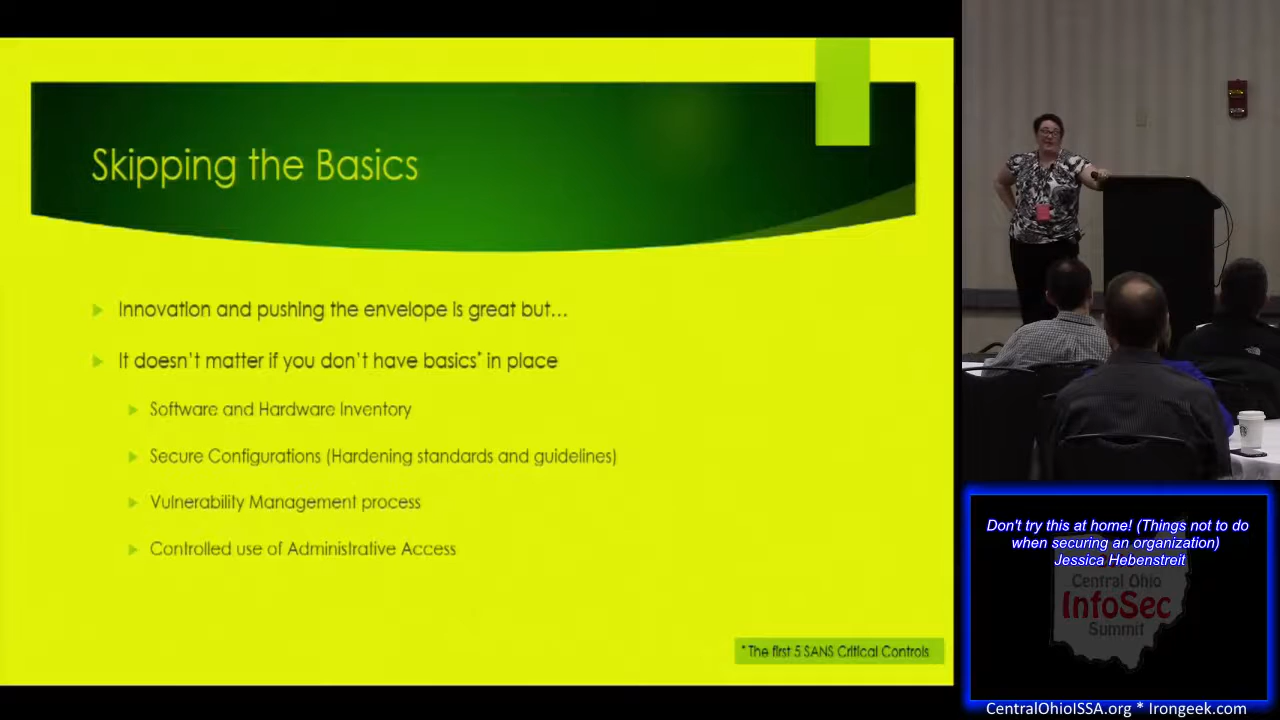 Skipping the Basics
Innovation and pushing the envelope is great but...
It doesn't matter if you don't have basics* in place
Software and Hardware Inventory
Secure Configurations (Hardening standards and guidelines)
Vulnerability Management process
Controlled use of Administrative Access
* The first 5 SANS Critical Controls
Don't try this at home! (Things not to do
when securing an organization)
Jessica Hebenstreit
Central Ohio
InfoSec
Summit
CentralOhioISSA.org * Irongeek.com